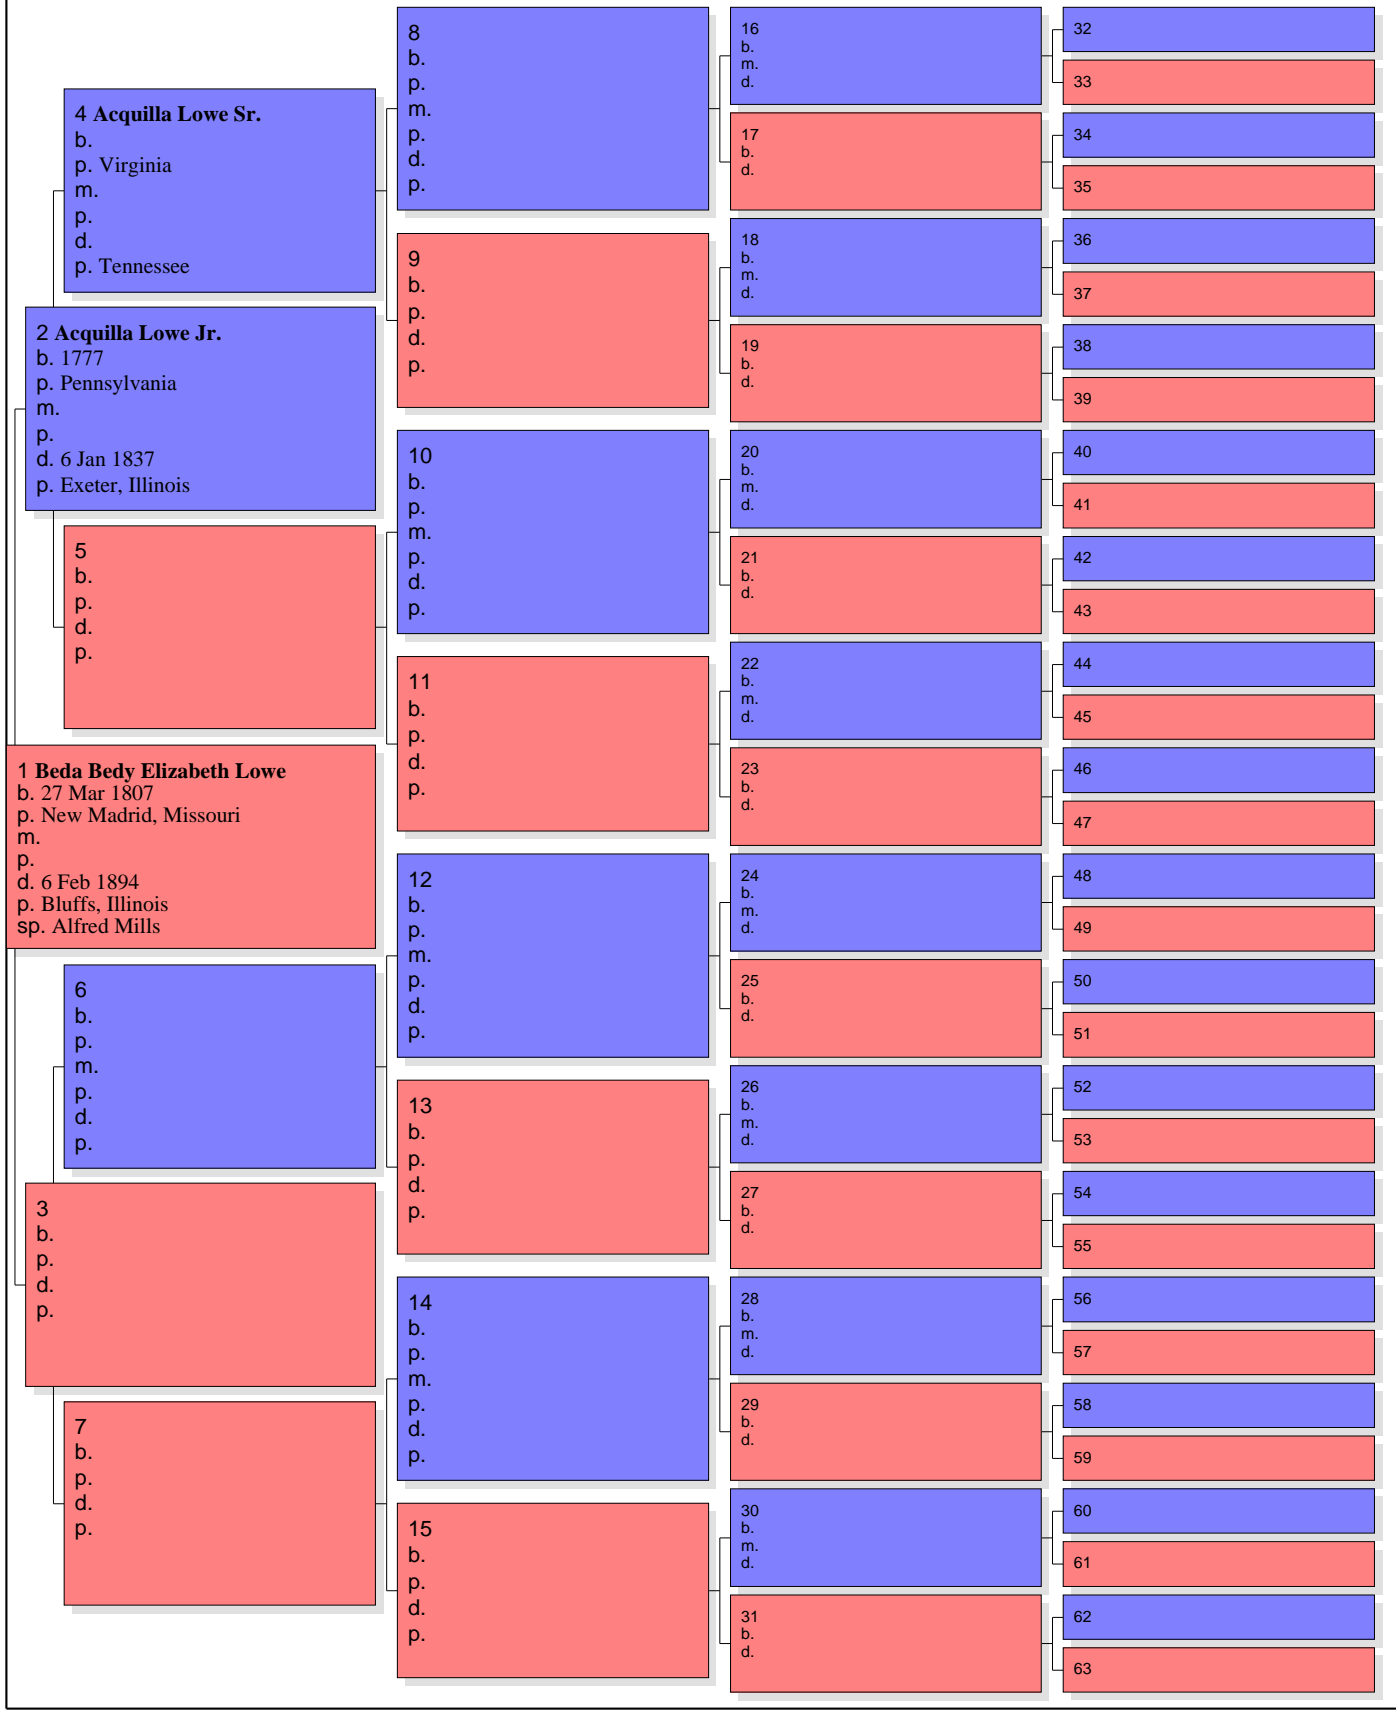 4 Acquilla Lowe Sr.
b.
p. Virginia
m.
p.
d.
p. Tennessee
2 Acquilla Lowe Jr.
b. 1777
p. Pennsylvania
m.
p.
d. 6 Jan 1837
p. Exeter, Illinois
5
b.
p.
d.
p.
1 Beda Bedy Elizabeth Lowe
b. 27 Mar 1807
p. New Madrid, Missouri
m.
p.
d. 6 Feb 1894
p. Bluffs, Illinois
sp. Alfred Mills
6
b.
p.
m.
p.
d.
p.
3
b.
p.
d.
p.
7
b.
p.
d.
p.
8
b.
p.
m.
p.
d.
p.
9
b.
p.
d.
p.
10
b.
p.
m.
p.
d.
p.
11
b.
p.
d.
p.
12
b.
p.
m.
p.
d.
p.
13
b.
p.
d.
p.
14
b.
p.
m.
p.
d.
p.
15
b.
p.
d.
p.
16
b.
m.
d.
17
b.
d.
18
b.
m.
d.
19
b.
d.
20
b.
m.
d.
21
b.
d.
22
b.
m.
d.
23
b.
d.
24
b.
m.
d.
25
b.
d.
26
b.
m.
d.
27
b.
d.
28
b.
m.
d.
29
b.
d.
30
b.
m.
d.
31
b.
d.
32
33
34
35
36
37
38
39
40
41
42
43
44
45
46
47
48
49
50
51
52
53
54
55
56
57
58
59
60
61
62
63